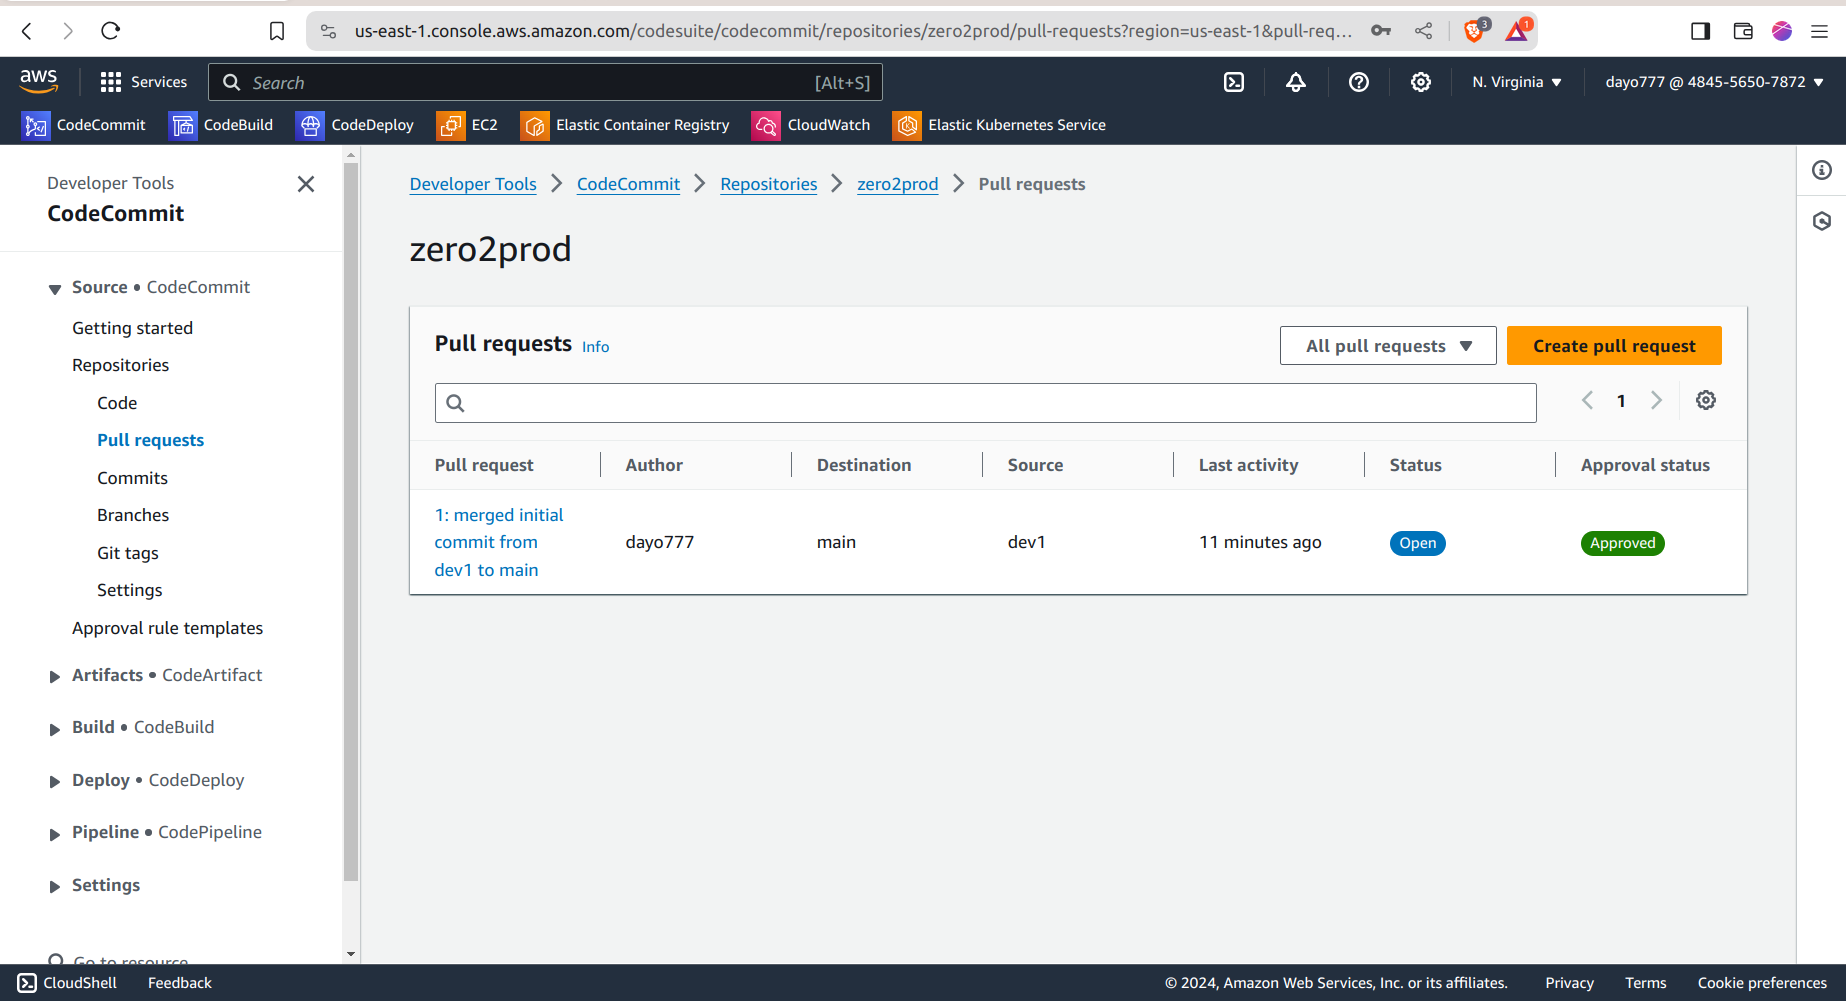 us-east-1.console.aws.amazon.com/codesuite/codecommit/repositories/zero2prod/pull-requests?region=us-east-1&pull-req...
3
1
aws
Services
Search
[Alt+S]
N. Virginia
dayo777 @ 4845-5650-7872
CodeCommit
CodeBuild
CodeDeploy
EC2
Elastic Container Registry
CloudWatch
Elastic Kubernetes Service
Developer Tools
CodeCommit
Source • CodeCommit
Getting started
Repositories
Code
Pull requests
Commits
Branches
Git tags
Settings
Approval rule templates
Artifacts • CodeArtifact
Build • CodeBuild
Deploy • CodeDeploy
Pipeline • CodePipeline
Settings
Go to resource
Developer Tools
CodeCommit
Repositories
zero2prod
Pull requests
zero2prod
Pull requests Info
All pull requests
Create pull request
1
Pull request
Author
Destination
Source
Last activity
Status
Approval status
1: merged initial
commit from
dev1 to main
dayo777
main
dev1
11 minutes ago
Open
Approved
CloudShell
Feedback
© 2024, Amazon Web Services, Inc. or its affiliates.
Privacy
Terms
Cookie preferences